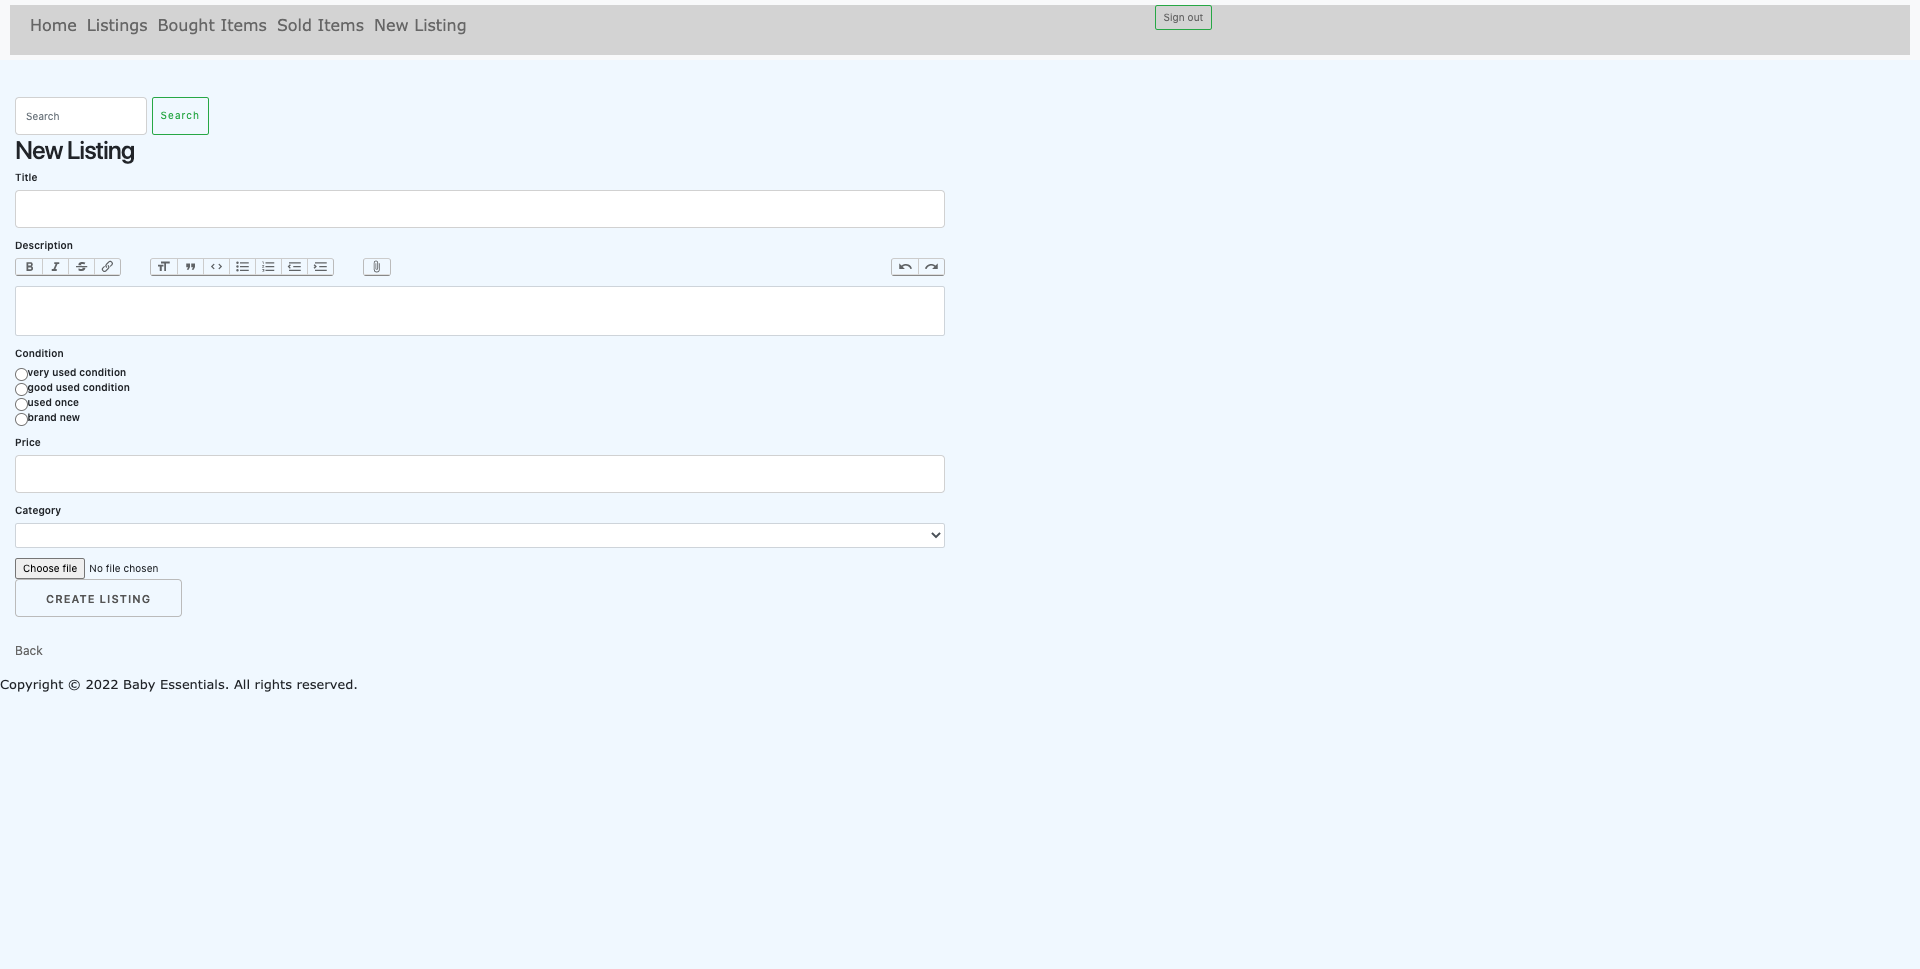 Home Listings Bought Items Sold Items New Listing Sign out
Search Search
New Listing
Title
Description
Condition
very used condition
good used condition
used once
brand new
Price
Category
Choose file No file chosen
CREATE LISTING
Back
Copyright © 2022 Baby Essentials. All rights reserved.